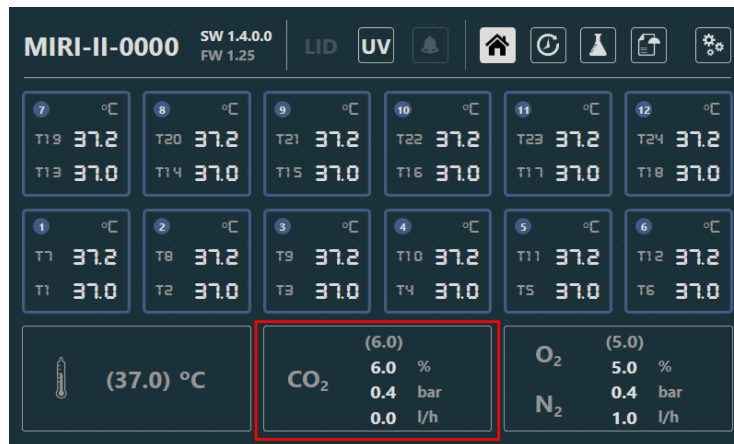 MIRI-II-0000 SW 1.4.0.0 LID UV
FW 1.25
7 °C 8 °C 9 °C 10 °C 11 °C 12 °C
T19 37.2 T20 37.2 T21 37.2 T22 37.2 T23 37.2 T24 37.2
T13 37.0 T14 37.0 T15 37.0 T16 37.0 T17 37.0 T18 37.0
1 °C 2 °C 3 °C 4 °C 5 °C 6 °C
T7 37.2 T8 37.2 T9 37.2 T10 37.2 T11 37.2 T12 37.2
T1 37.0 T2 37.0 T3 37.0 T4 37.0 T5 37.0 T6 37.0
(37.0) °C
CO₂
(6.0)
6.0 %
0.4 bar
0.0 l/h
O₂
N₂
(5.0)
5.0 %
0.4 bar
1.0 l/h